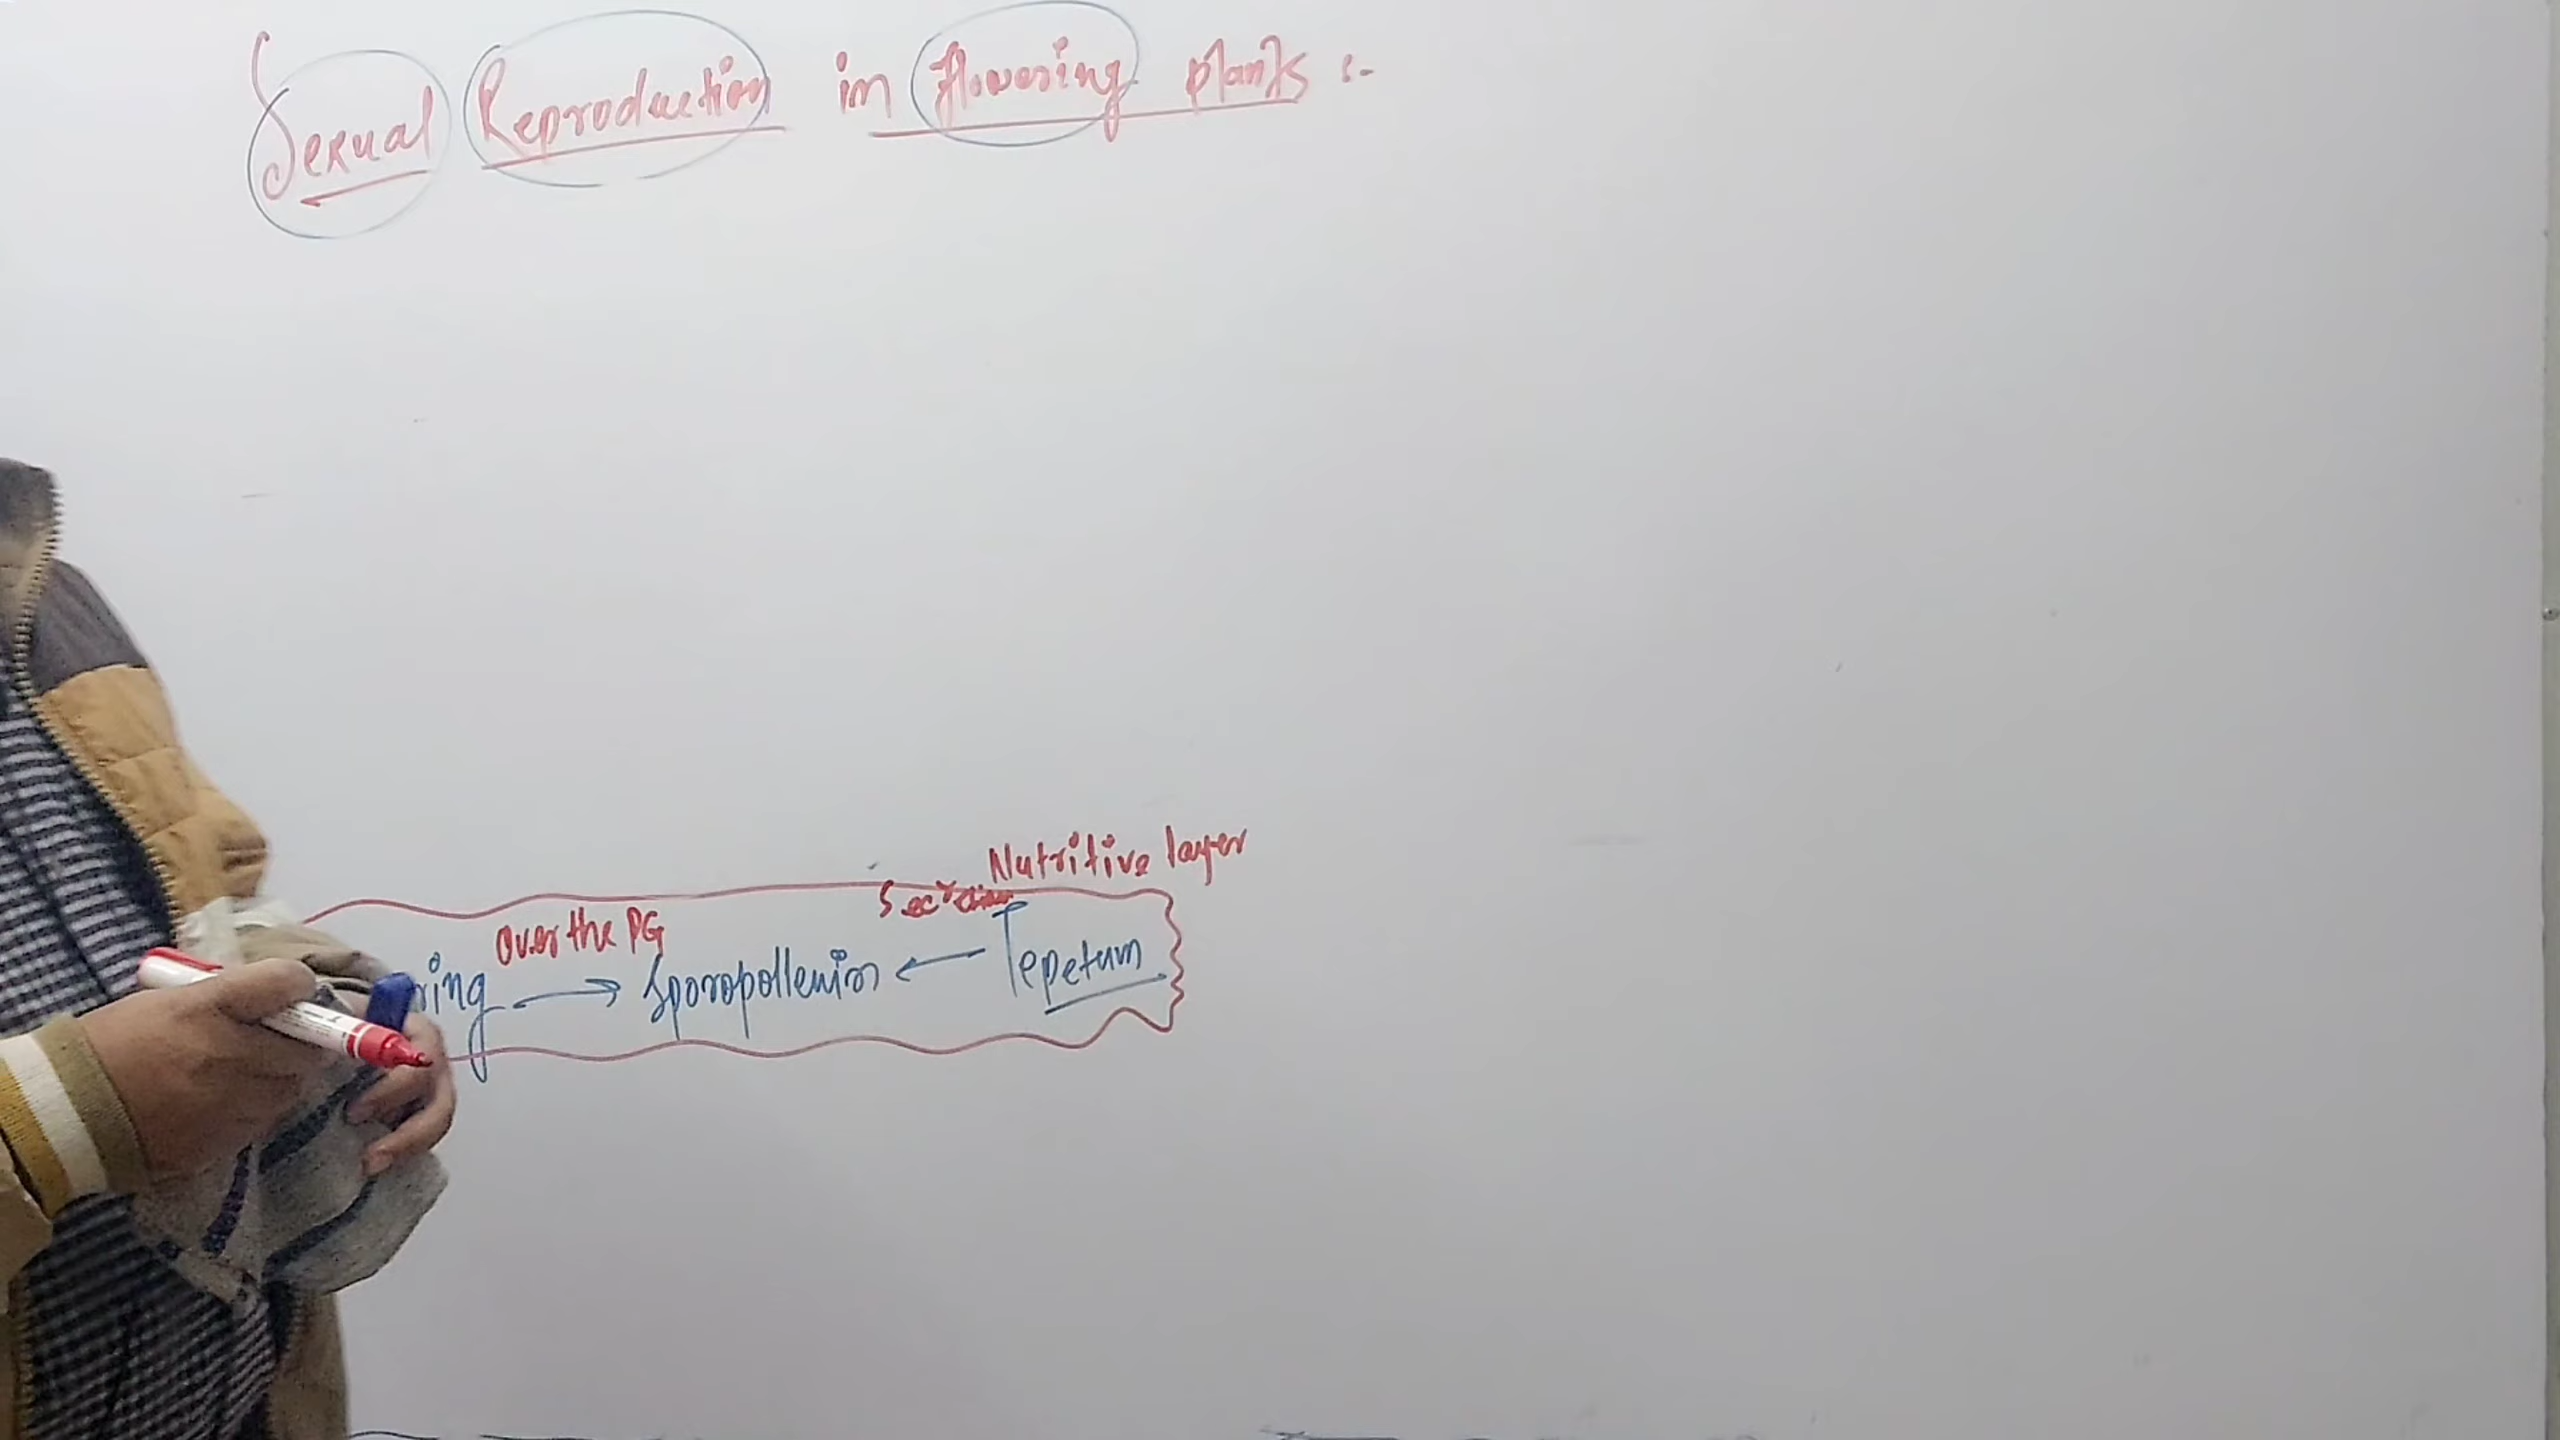 Sexual Reproduction in flowering plants :-
Nutritive layer
Over the PG Secretion
ring → Sporopollenin ← Tepetum